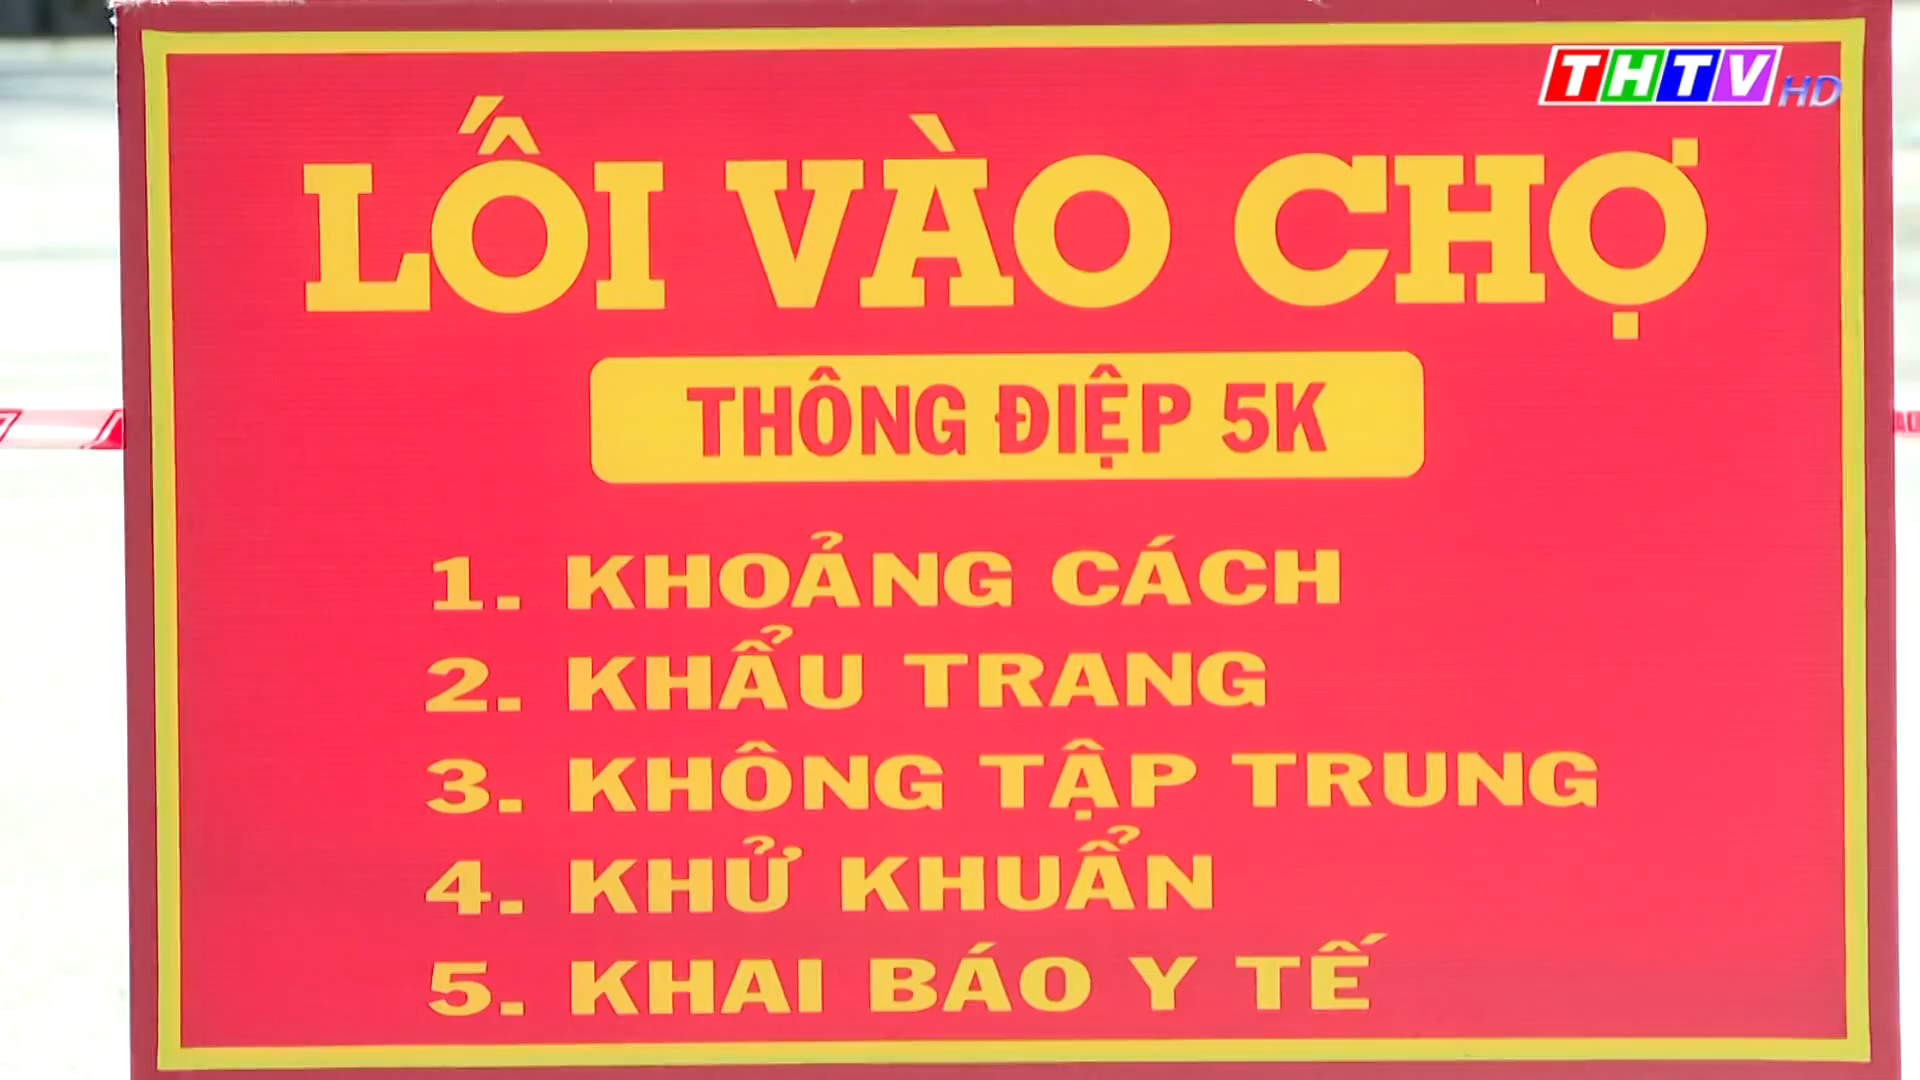 THTV HD
LỐI VÀO CHỢ
THÔNG ĐIỆP 5K
1. KHOẢNG CÁCH
2. KHẨU TRANG
3. KHÔNG TẬP TRUNG
4. KHỬ KHUẨN
5. KHAI BÁO Y TẾ